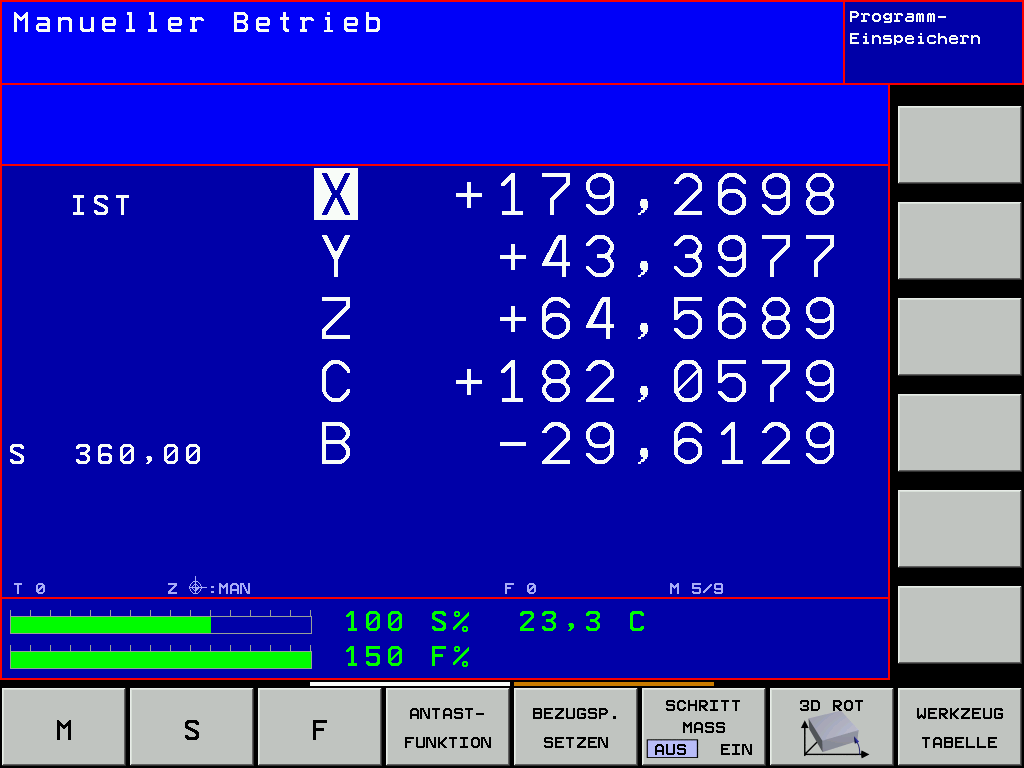 Manueller Betrieb
Programm-
Einspeichern
IST X +179,2698
Y +43,3977
Z +64,5689
C +182,0579
S 360,00 B -29,6129
T 0 Z :MAN F 0 M 5/9
100 S% 23,3 C
150 F%
M
S
F
ANTAST-
FUNKTION
BEZUGSP.
SETZEN
SCHRITT
MASS
AUS EIN
3D ROT
WERKZEUG
TABELLE